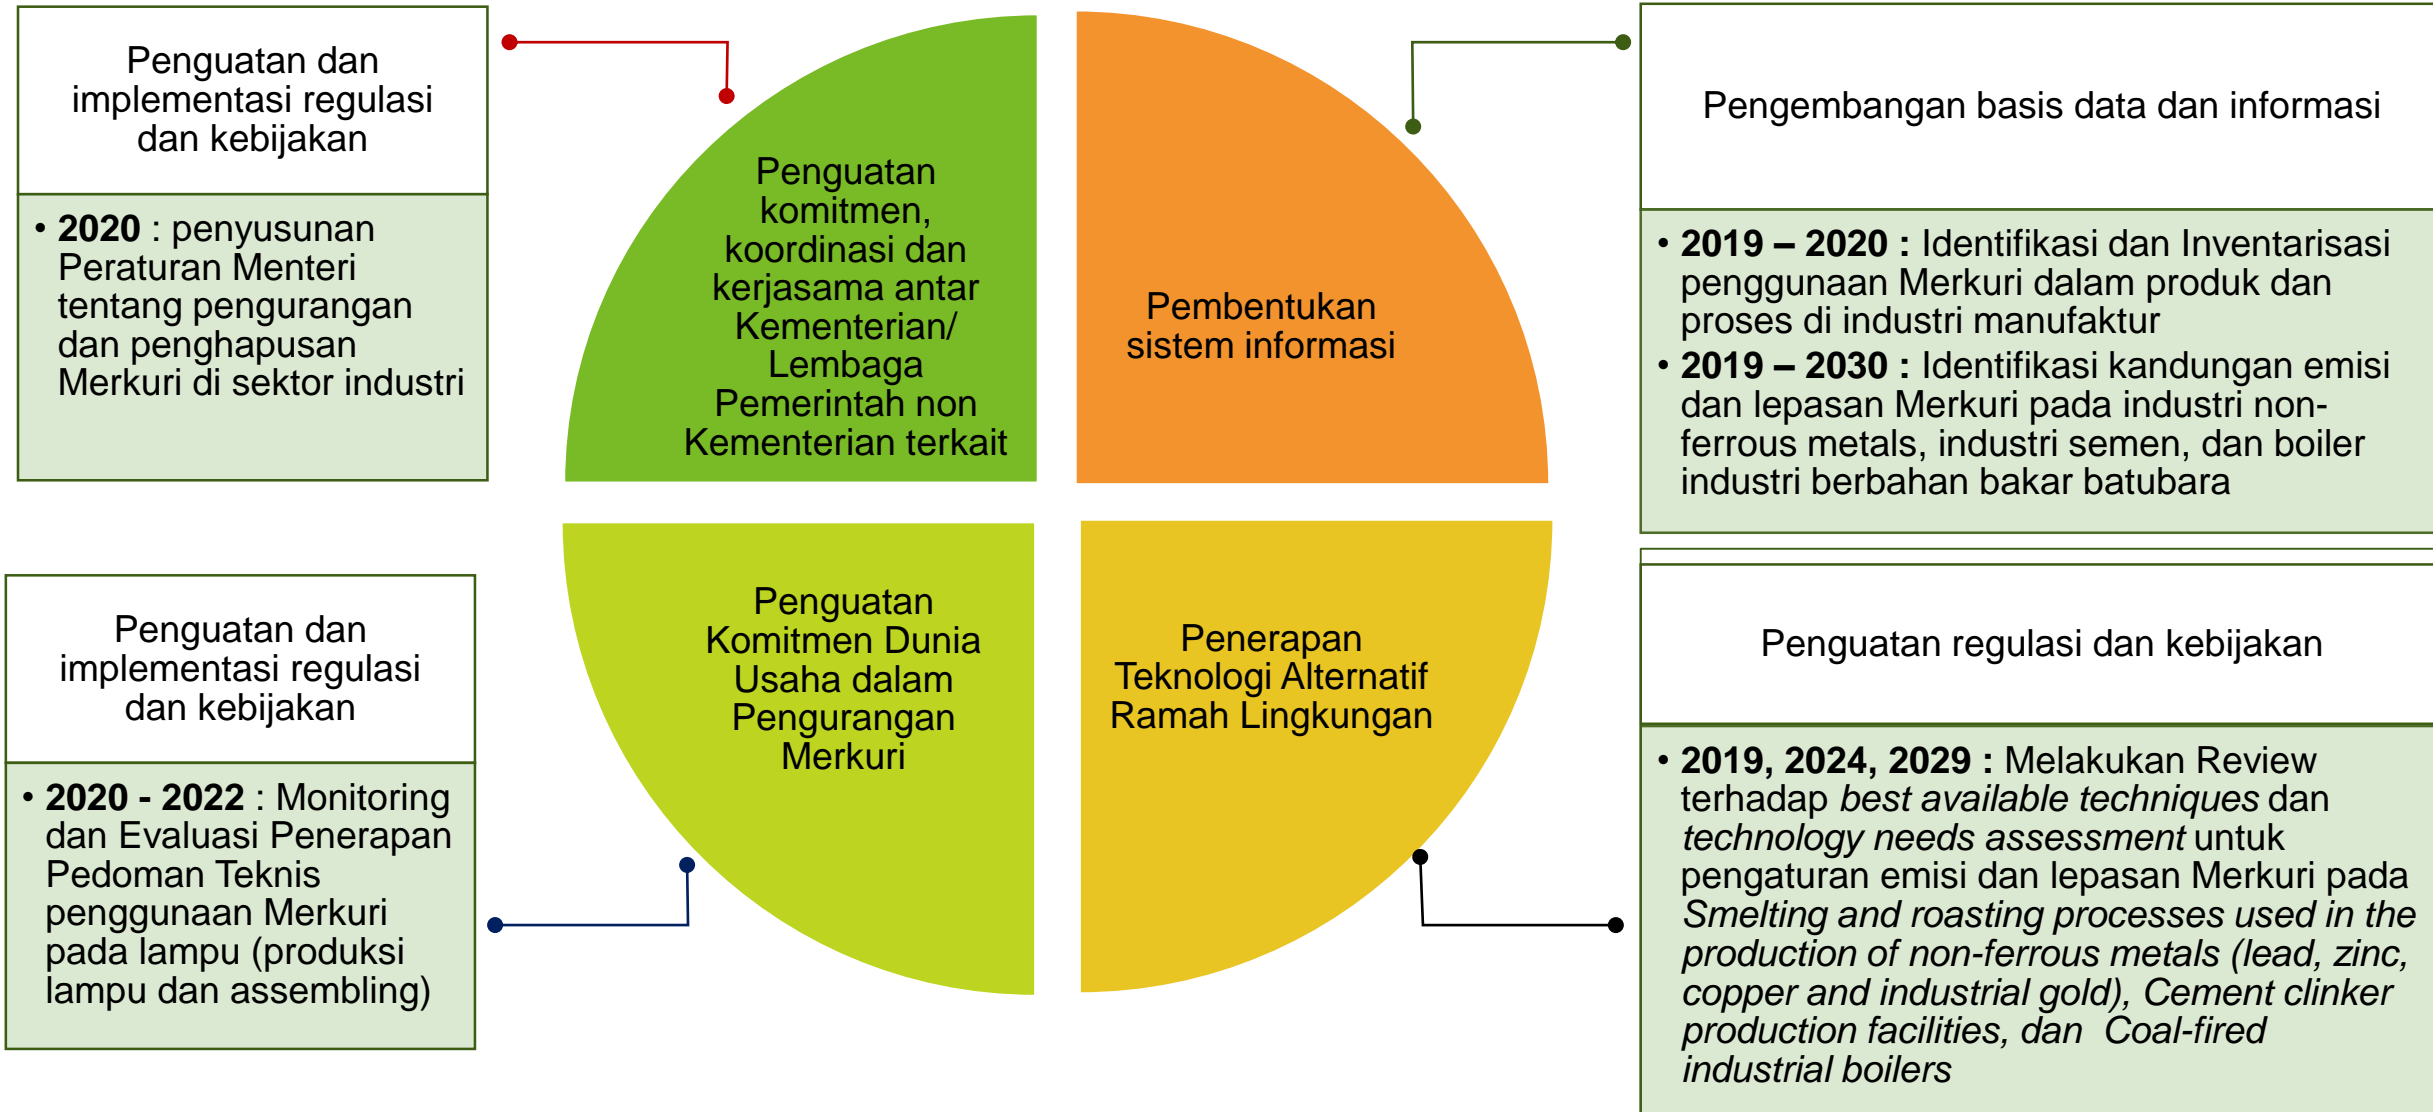 Penguatan dan
implementasi regulasi
dan kebijakan
• 2020 : penyusunan
Peraturan Menteri
tentang pengurangan
dan penghapusan
Merkuri di sektor industri
Penguatan
komitmen,
koordinasi dan
kerjasama antar
Kementerian/
Lembaga
Pemerintah non
Kementerian terkait
Pembentukan
sistem informasi
Pengembangan basis data dan informasi
• 2019 – 2020 : Identifikasi dan Inventarisasi
penggunaan Merkuri dalam produk dan
proses di industri manufaktur
• 2019 – 2030 : Identifikasi kandungan emisi
dan lepasan Merkuri pada industri non-
ferrous metals, industri semen, dan boiler
industri berbahan bakar batubara
Penguatan dan
implementasi regulasi
dan kebijakan
• 2020 - 2022 : Monitoring
dan Evaluasi Penerapan
Pedoman Teknis
penggunaan Merkuri
pada lampu (produksi
lampu dan assembling)
Penguatan
Komitmen Dunia
Usaha dalam
Pengurangan
Merkuri
Penerapan
Teknologi Alternatif
Ramah Lingkungan
Penguatan regulasi dan kebijakan
• 2019, 2024, 2029 : Melakukan Review
terhadap best available techniques dan
technology needs assessment untuk
pengaturan emisi dan lepasan Merkuri pada
Smelting and roasting processes used in the
production of non-ferrous metals (lead, zinc,
copper and industrial gold), Cement clinker
production facilities, dan Coal-fired
industrial boilers